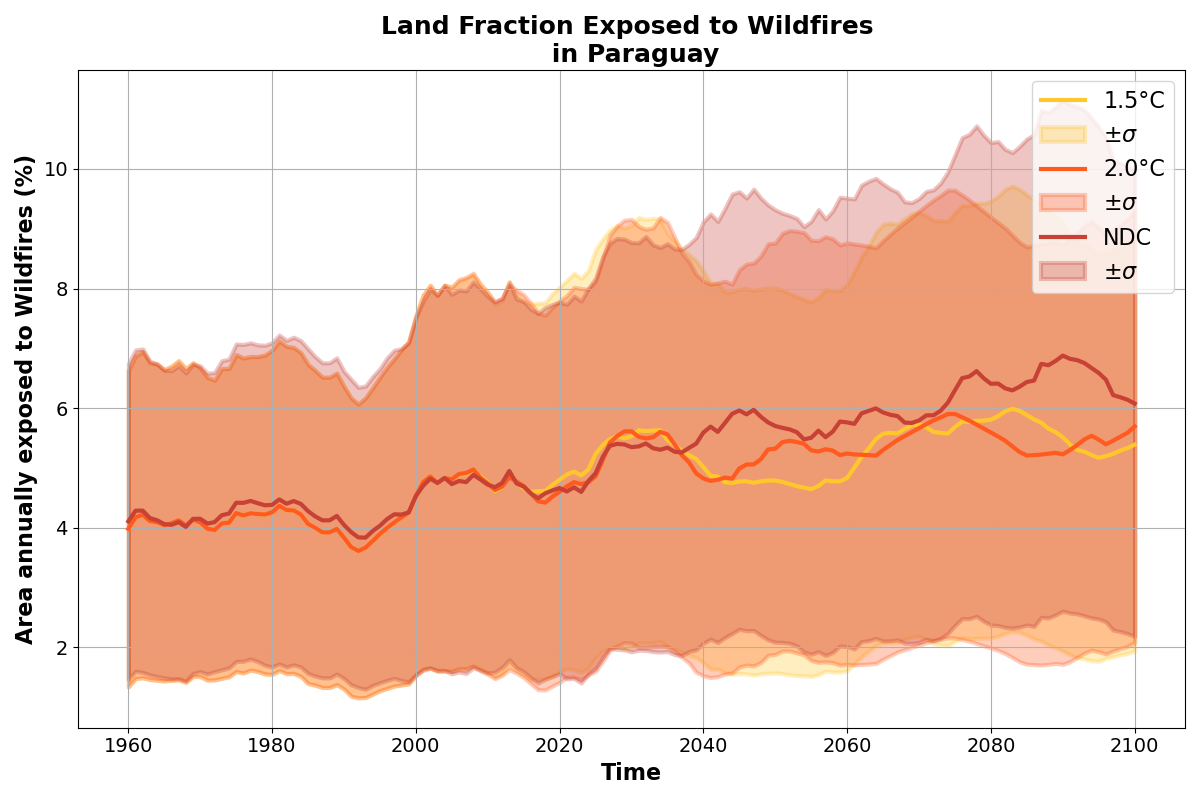 Land Fraction Exposed to Wildfires
in Paraguay
Area annually exposed to Wildfires (%)
10
8
6
4
2
1960 1980 2000 2020 2040 2060 2080 2100
Time
1.5°C
±σ
2.0°C
±σ
NDC
±σ